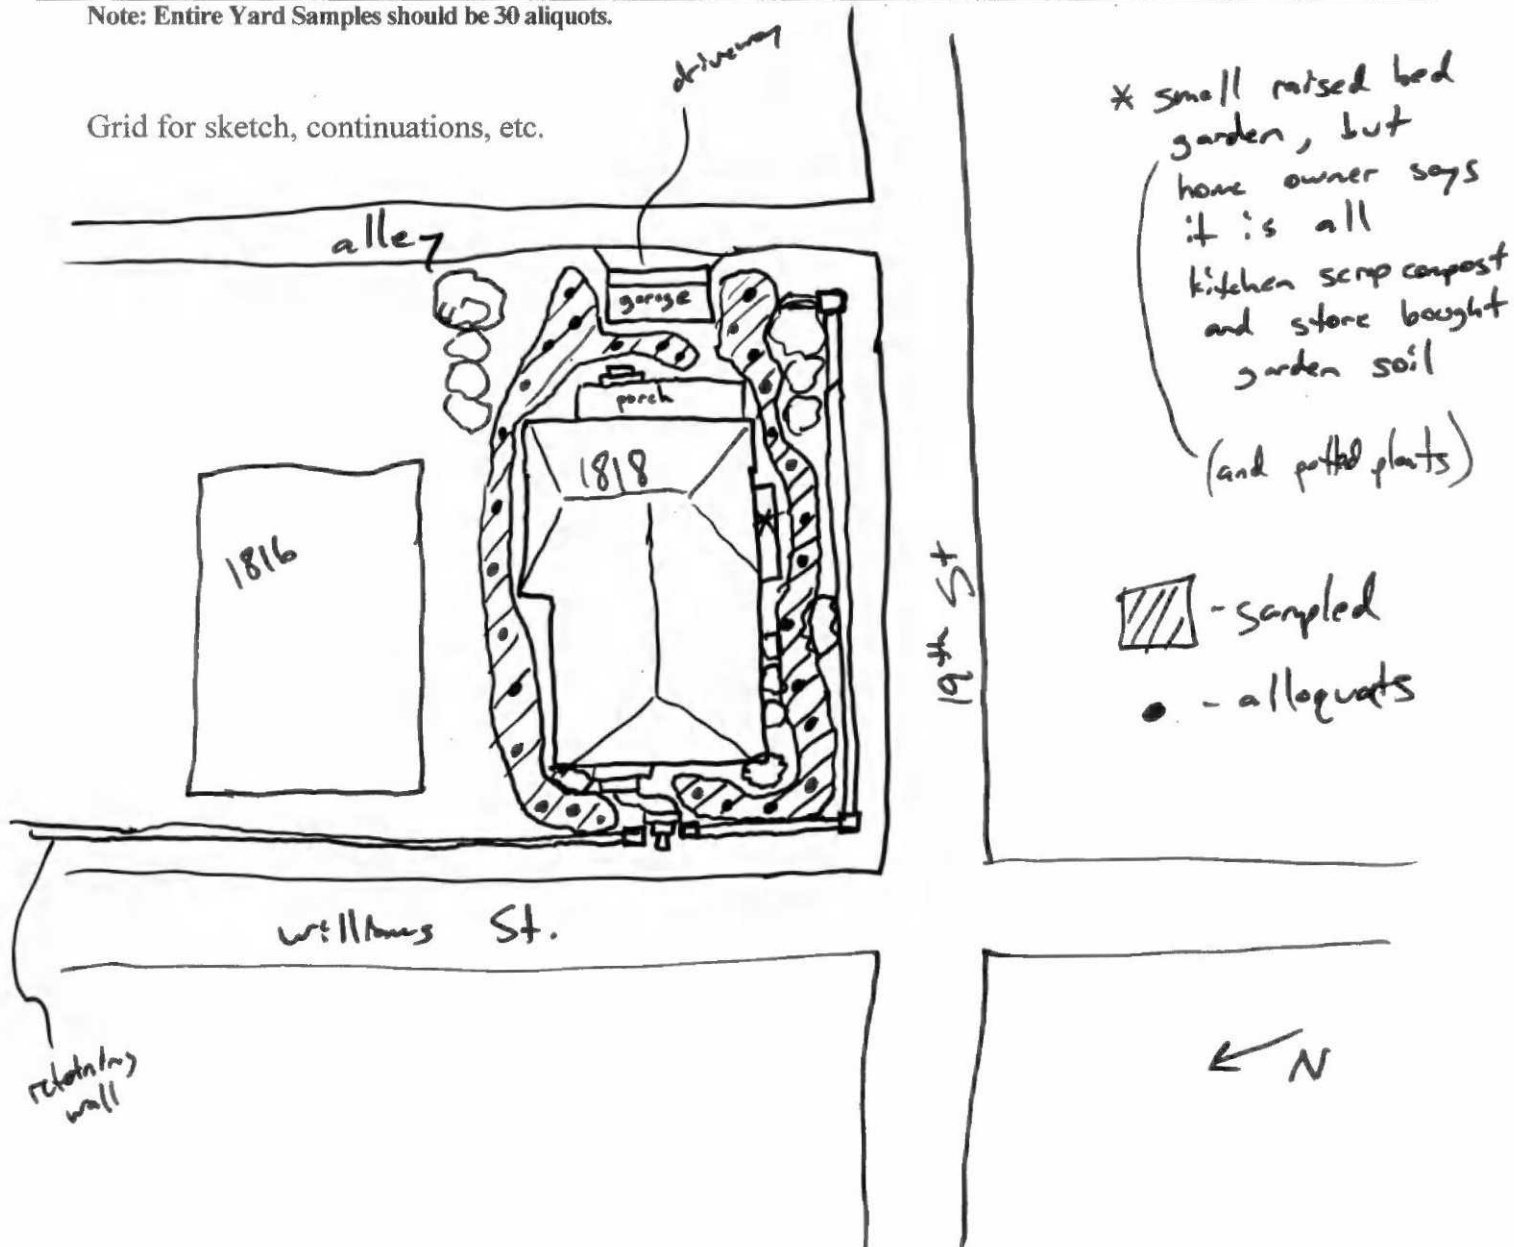 Note: Entire Yard Samples should be 30 aliquots.
driveway
Grid for sketch, continuations, etc.
* small raised bed
garden, but
home owner says
it is all
kitchen scrap compost
and store bought
garden soil
(and potted plants)
alley
garage
porch
1818
1816
19th St
- sampled
- alloquats
Williams St.
retaining
wall
N